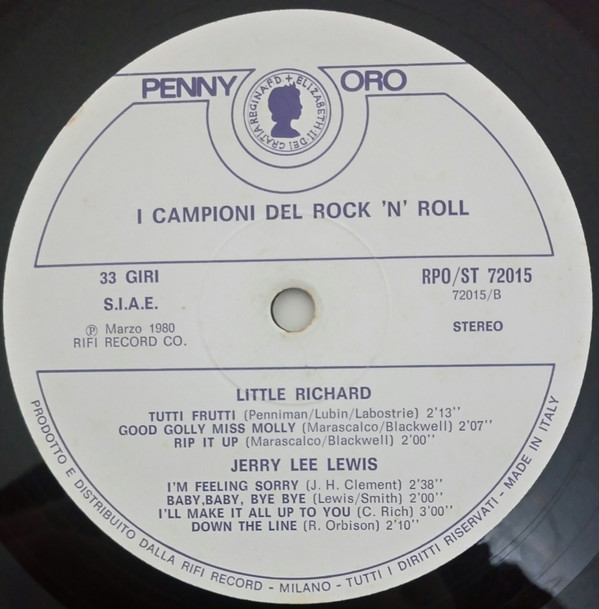 PENNY ORO
ELIZABETH II DEI GRATIA REGINA F.D +
I CAMPIONI DEL ROCK 'N' ROLL
33 GIRI
S.I.A.E.
Ⓟ Marzo 1980
RIFI RECORD CO.
RPO/ST 72015
72015/B
STEREO
LITTLE RICHARD
TUTTI FRUTTI (Penniman/Lubin/Labostrie) 2'13''
GOOD GOLLY MISS MOLLY (Marascalco/Blackwell) 2'07''
RIP IT UP (Marascalco/Blackwell) 2'00''
JERRY LEE LEWIS
I'M FEELING SORRY (J. H. Clement) 2'38''
BABY, BABY, BYE BYE (Lewis/Smith) 2'00''
I'LL MAKE IT ALL UP TO YOU (C. Rich) 3'00''
DOWN THE LINE (R. Orbison) 2'10''
PRODOTTO E DISTRIBUITO DALLA RIFI RECORD - MILANO - TUTTI I DIRITTI RISERVATI - MADE IN ITALY